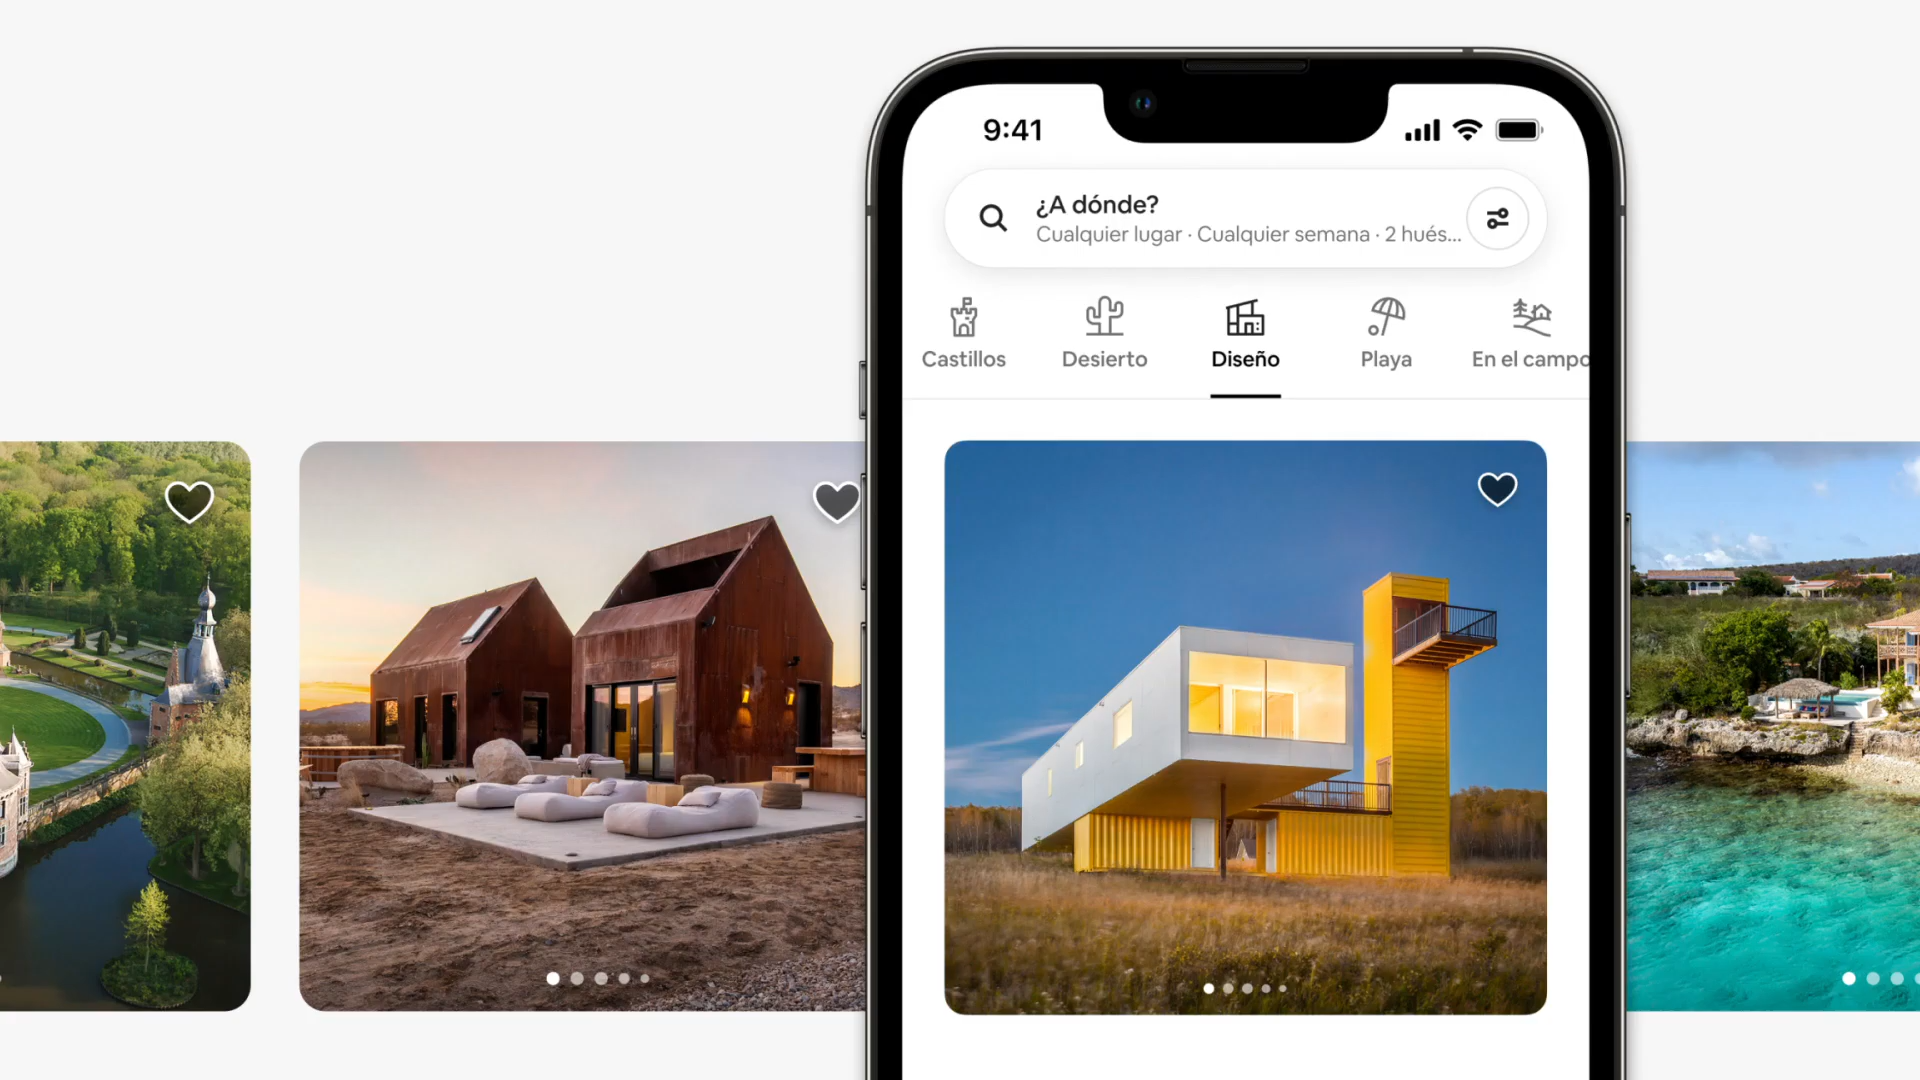 9:41
¿A dónde?
Cualquier lugar · Cualquier semana · 2 hués...
Castillos
Desierto
Diseño
Playa
En el campo